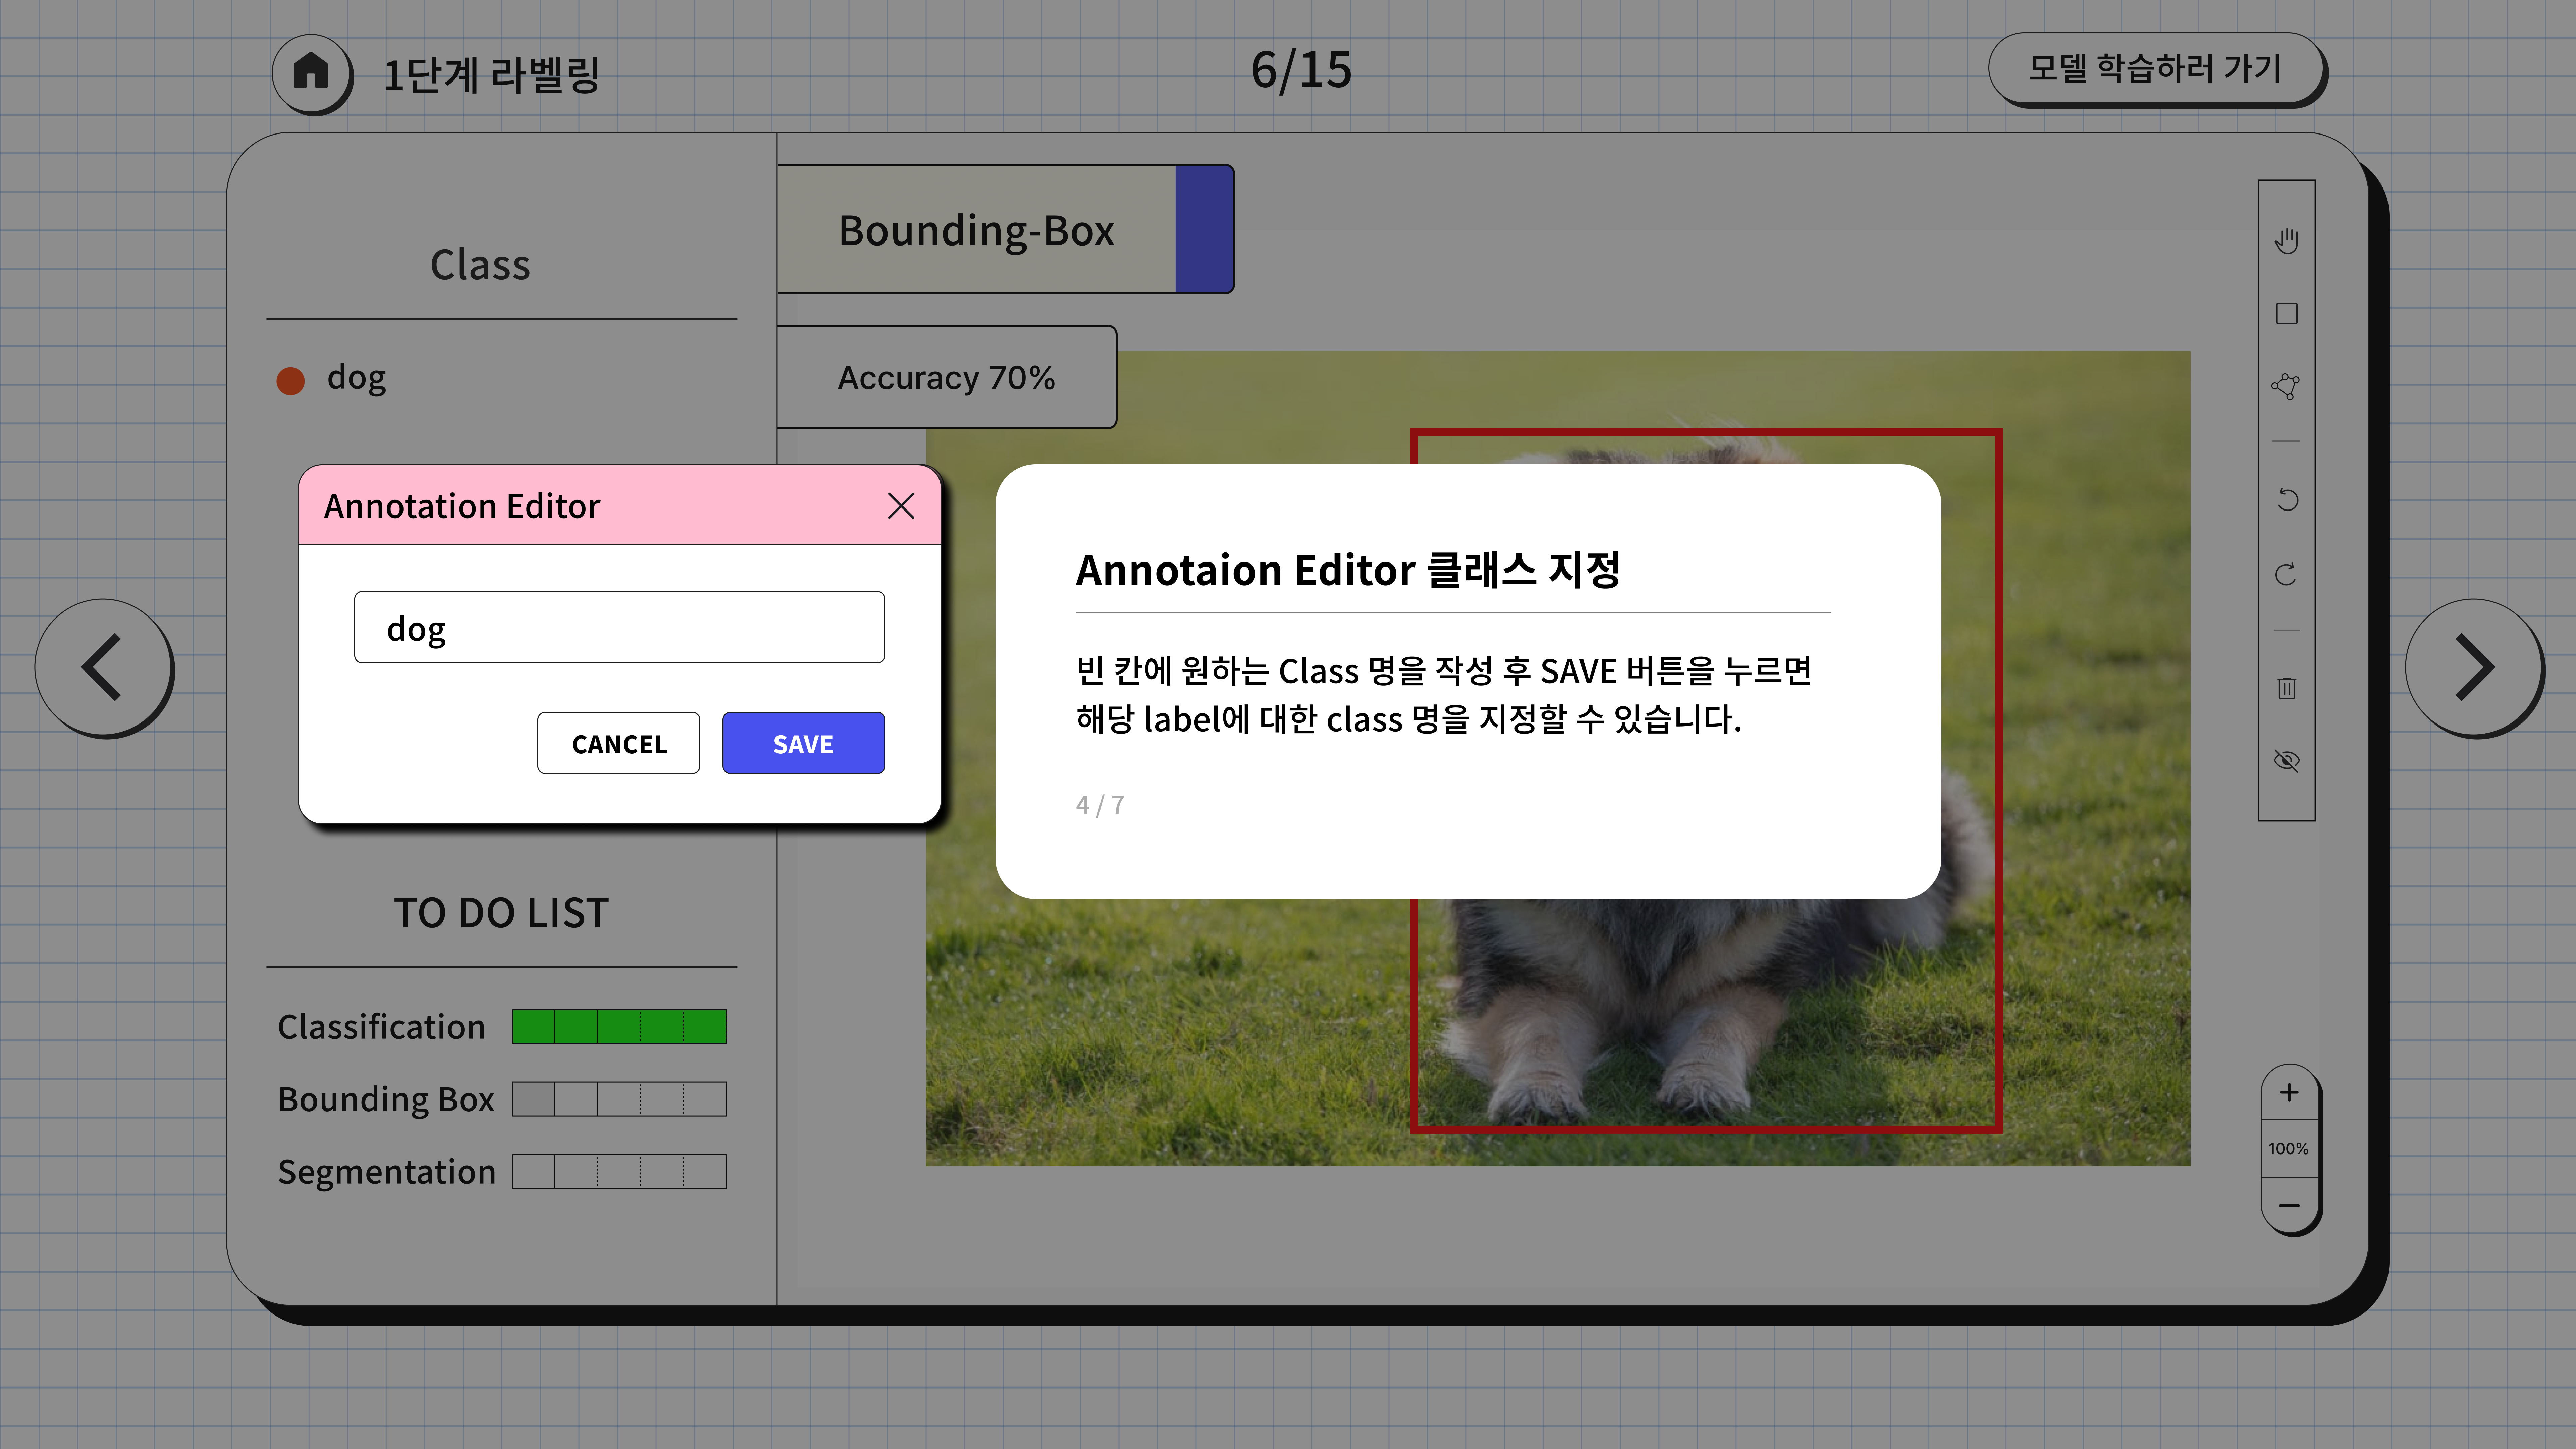 1단계 라벨링
6/15
모델 학습하러 가기
Class
dog
Bounding-Box
Accuracy 70%
Annotation Editor
dog
CANCEL
SAVE
Annotaion Editor 클래스 지정
빈 칸에 원하는 Class 명을 작성 후 SAVE 버튼을 누르면
해당 label에 대한 class 명을 지정할 수 있습니다.
4 / 7
TO DO LIST
Classification
Bounding Box
Segmentation
100%